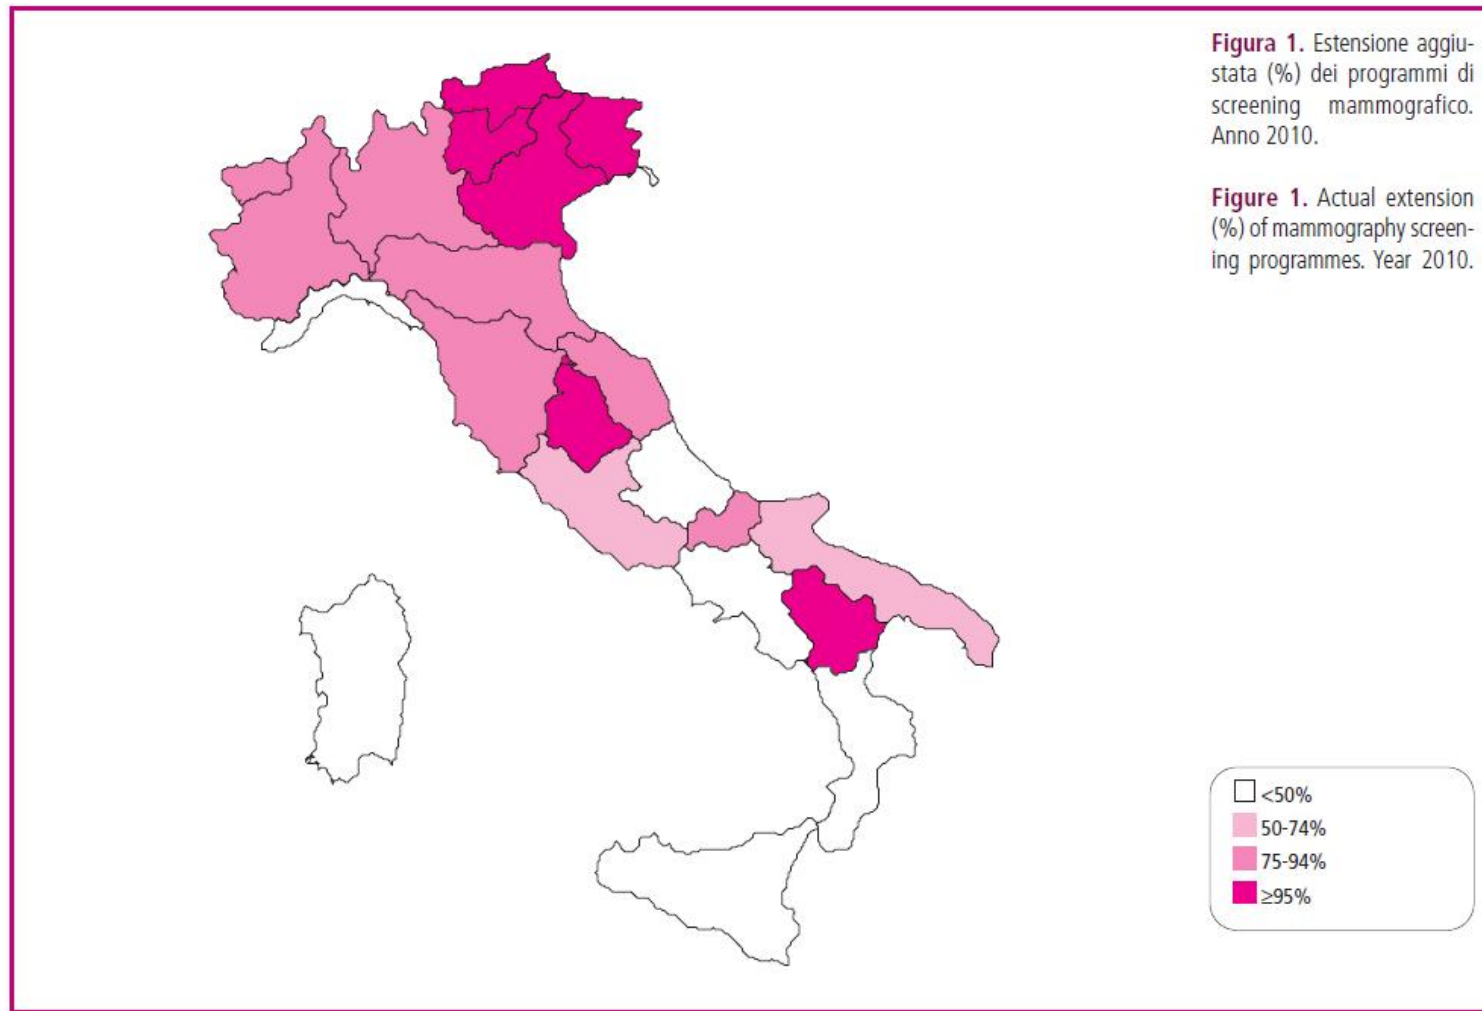 Figura 1. Estensione aggiu-
stata (%) dei programmi di
screening mammografico.
Anno 2010.
Figure 1. Actual extension
(%) of mammography screen-
ing programmes. Year 2010.
<50%
50-74%
75-94%
≥95%